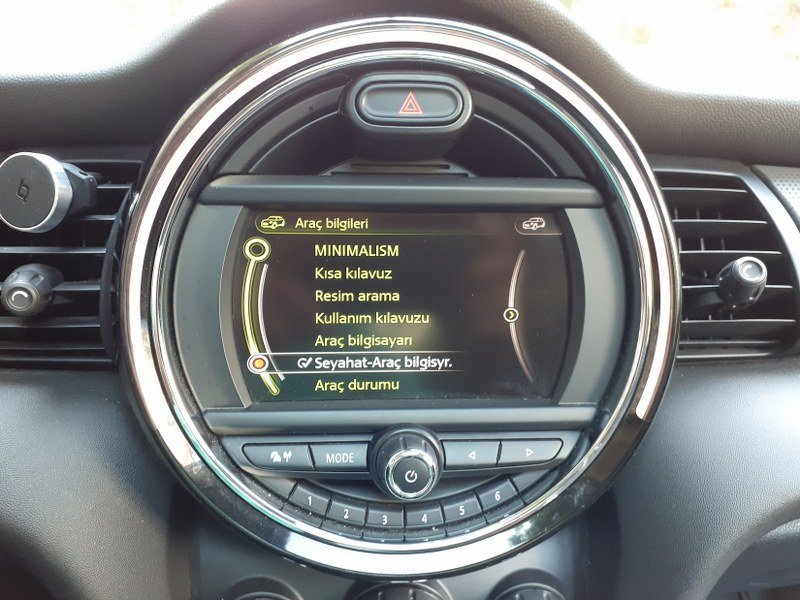 Araç bilgileri
MINIMALISM
Kısa kılavuz
Resim arama
Kullanım kılavuzu
Araç bilgisayarı
Seyahat-Araç bilgisyr.
Araç durumu
MODE
1 2 3 4 5 6